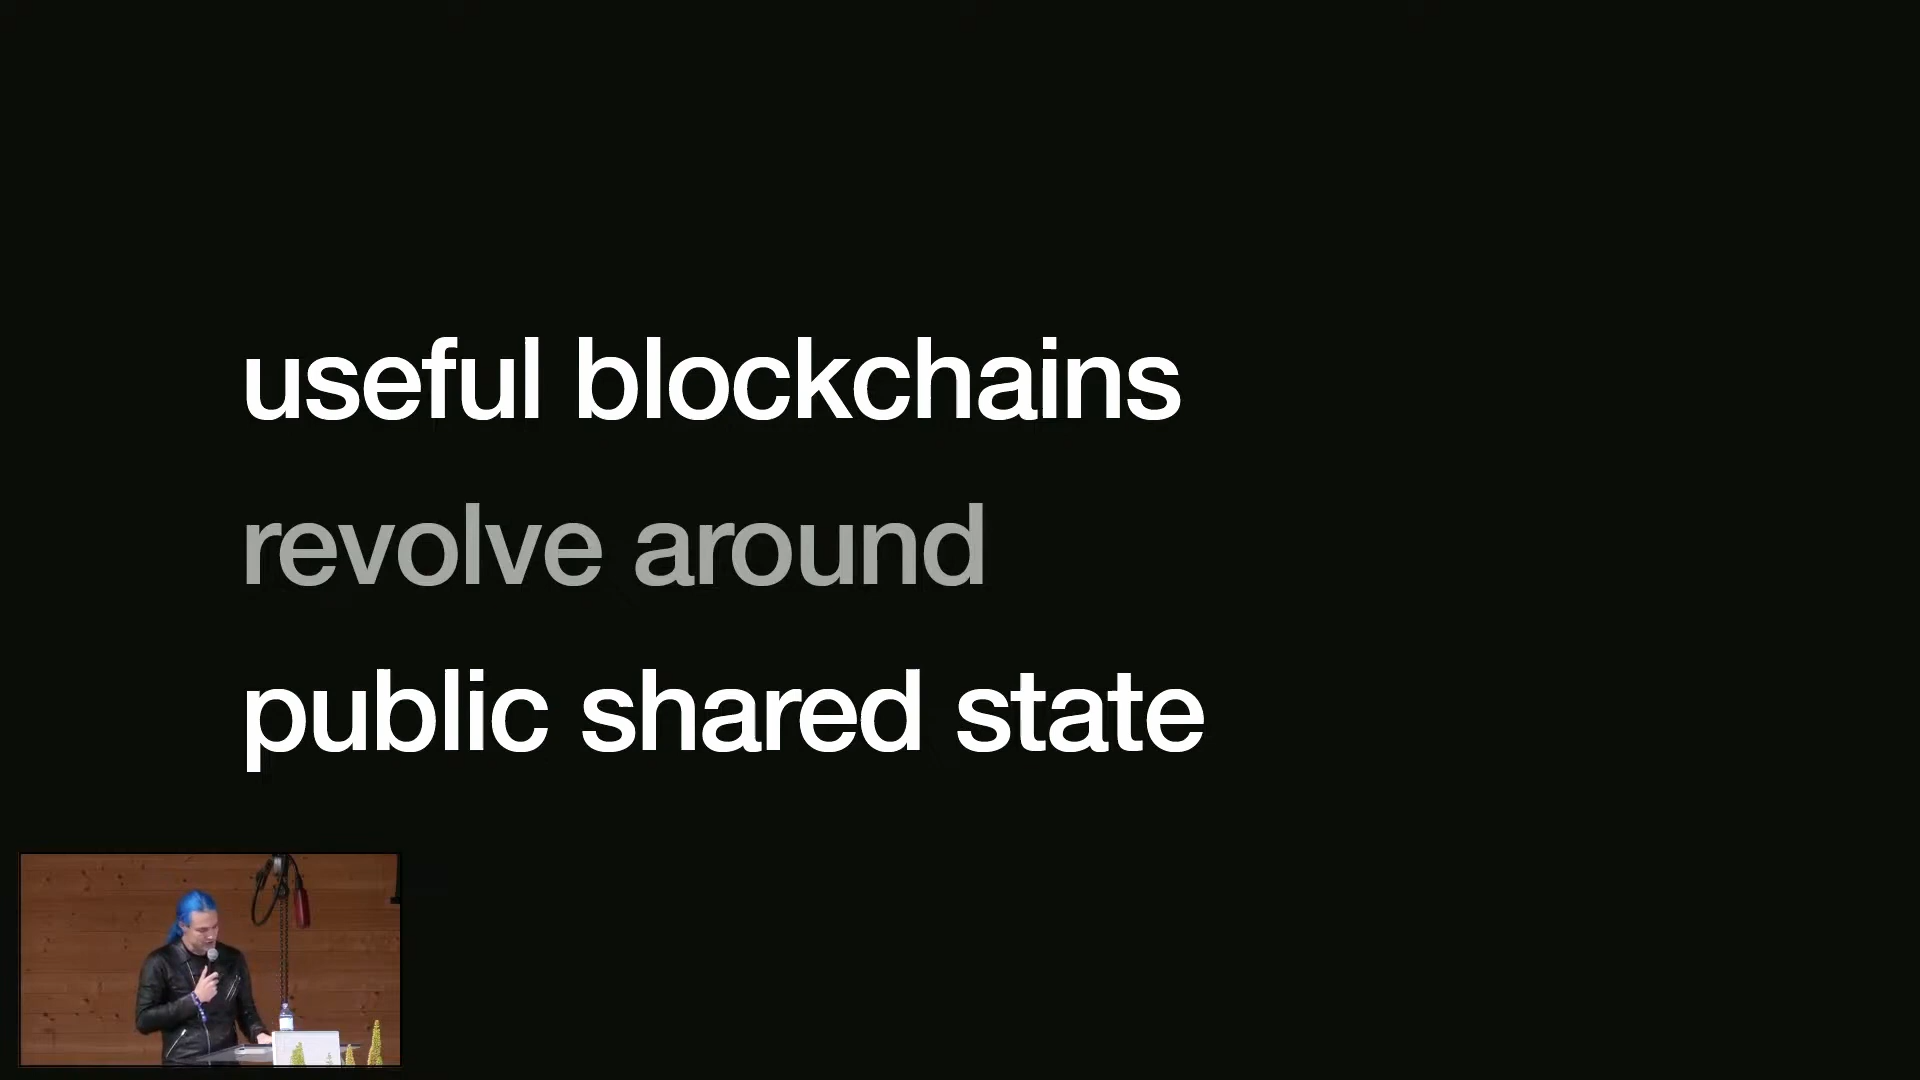 useful blockchains
revolve around
public shared state